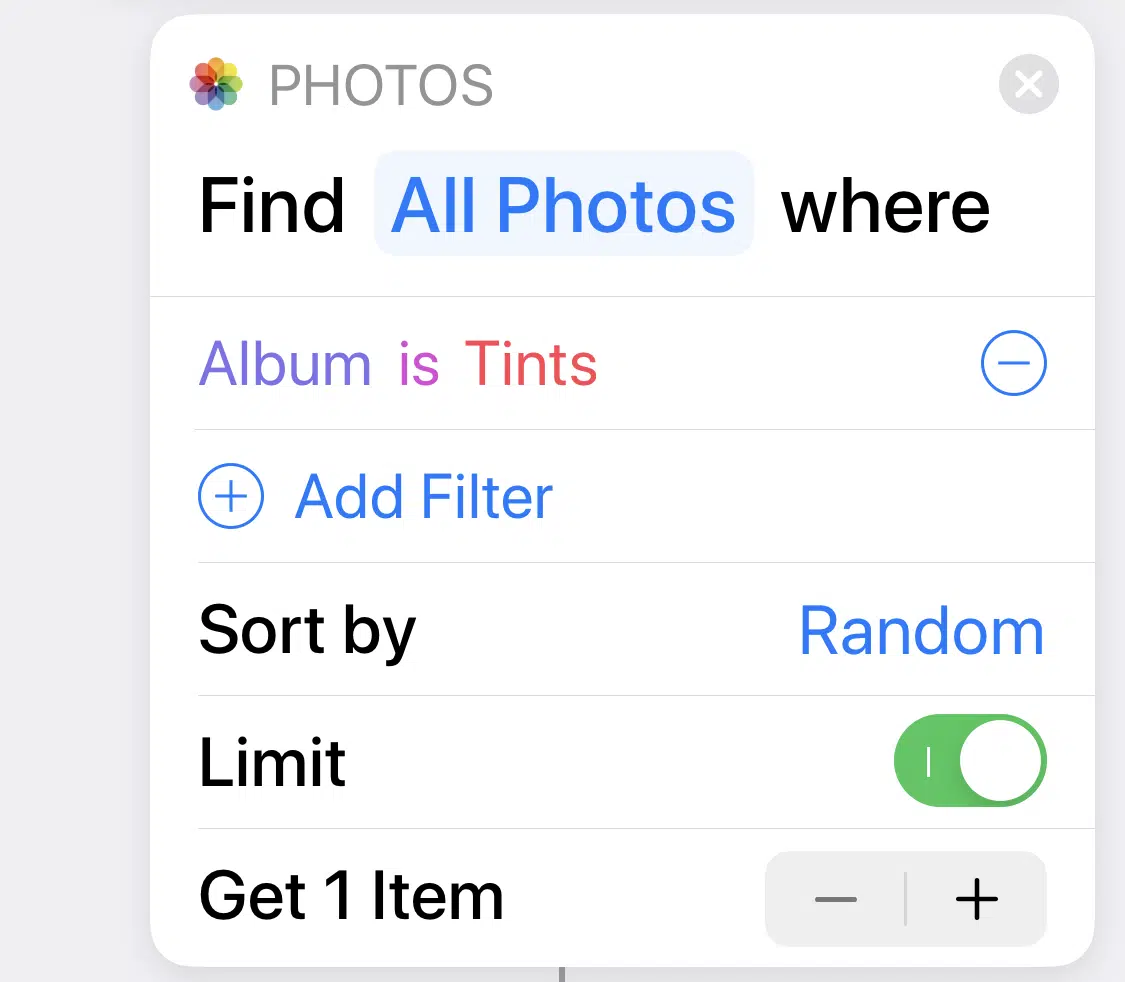 PHOTOS
Find All Photos where
Album is Tints
Add Filter
Sort by Random
Limit
Get 1 Item